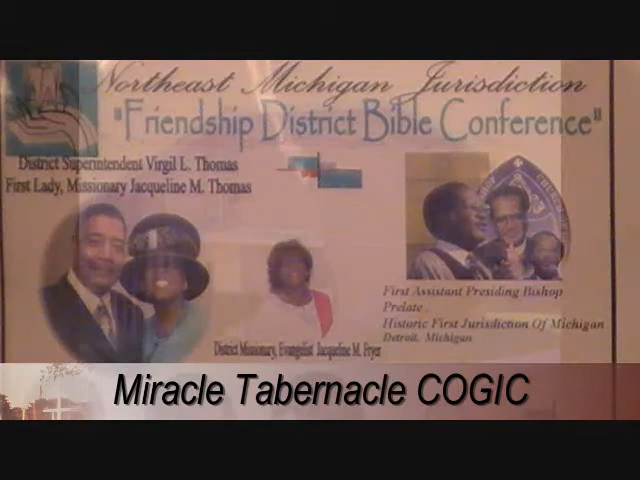 Northeast Michigan Jurisdiction
"Friendship District Bible Conference"
District Superintendent Virgil L. Thomas
First Lady, Missionary Jacqueline M. Thomas
First Assistant Presiding Bishop
Prelate .
Historic First Jurisdiction Of Michigan
Detroit, Michigan
District Missionary, Evangelist Jacqueline M. Fryer
Miracle Tabernacle COGIC